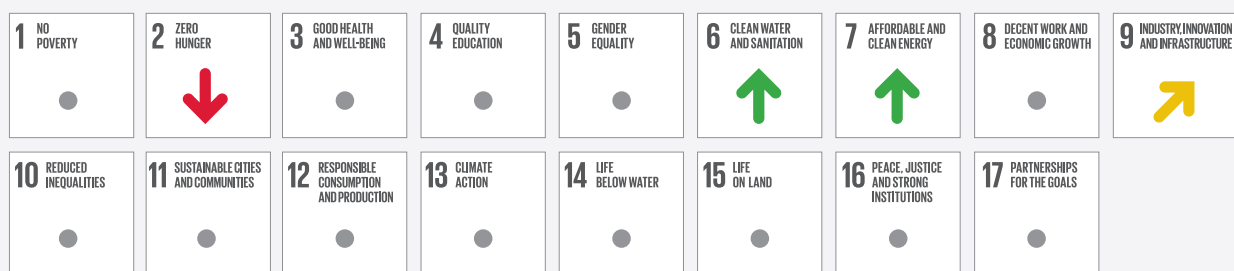 1 NO
POVERTY
2 ZERO
HUNGER
3 GOOD HEALTH
AND WELL-BEING
4 QUALITY
EDUCATION
5 GENDER
EQUALITY
6 CLEAN WATER
AND SANITATION
7 AFFORDABLE AND
CLEAN ENERGY
8 DECENT WORK AND
ECONOMIC GROWTH
9 INDUSTRY, INNOVATION
AND INFRASTRUCTURE
10 REDUCED
INEQUALITIES
11 SUSTAINABLE CITIES
AND COMMUNITIES
12 RESPONSIBLE
CONSUMPTION
AND PRODUCTION
13 CLIMATE
ACTION
14 LIFE
BELOW WATER
15 LIFE
ON LAND
16 PEACE, JUSTICE
AND STRONG
INSTITUTIONS
17 PARTNERSHIPS
FOR THE GOALS